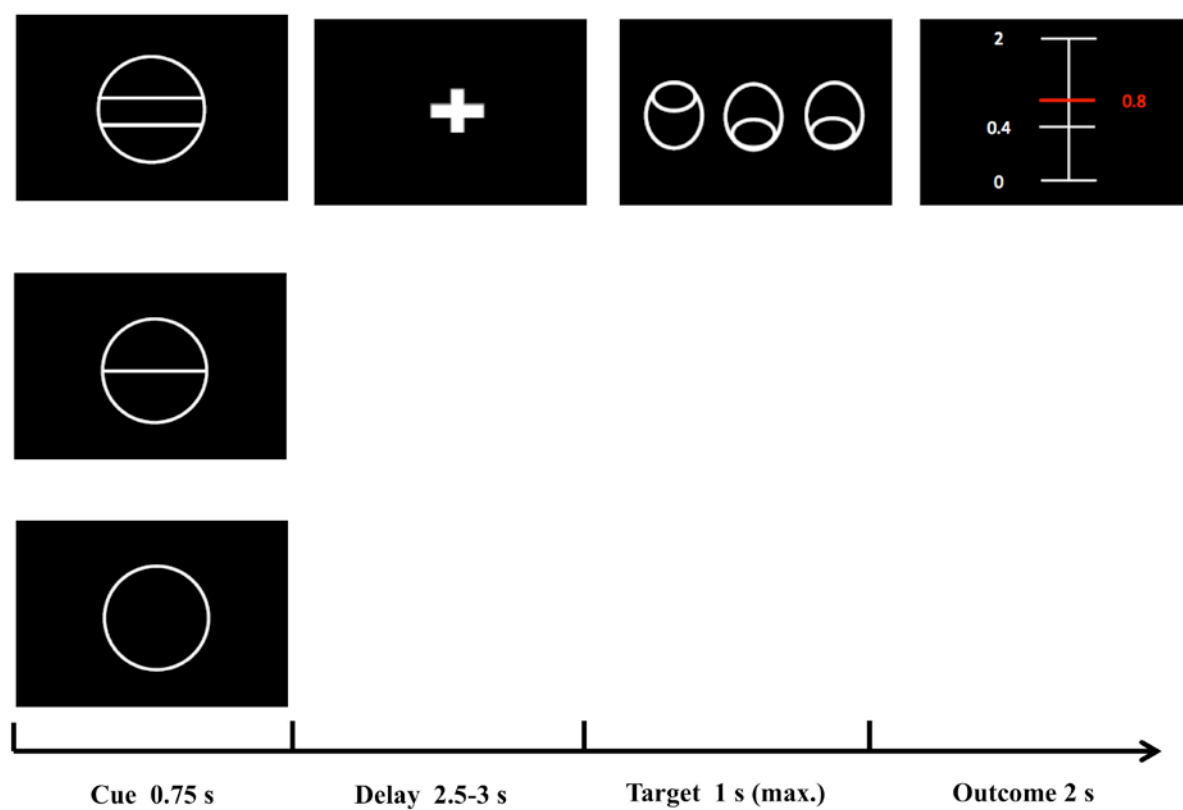 2
0.8
0.4
0
Cue 0.75 s
Delay 2.5-3 s
Target 1 s (max.)
Outcome 2 s